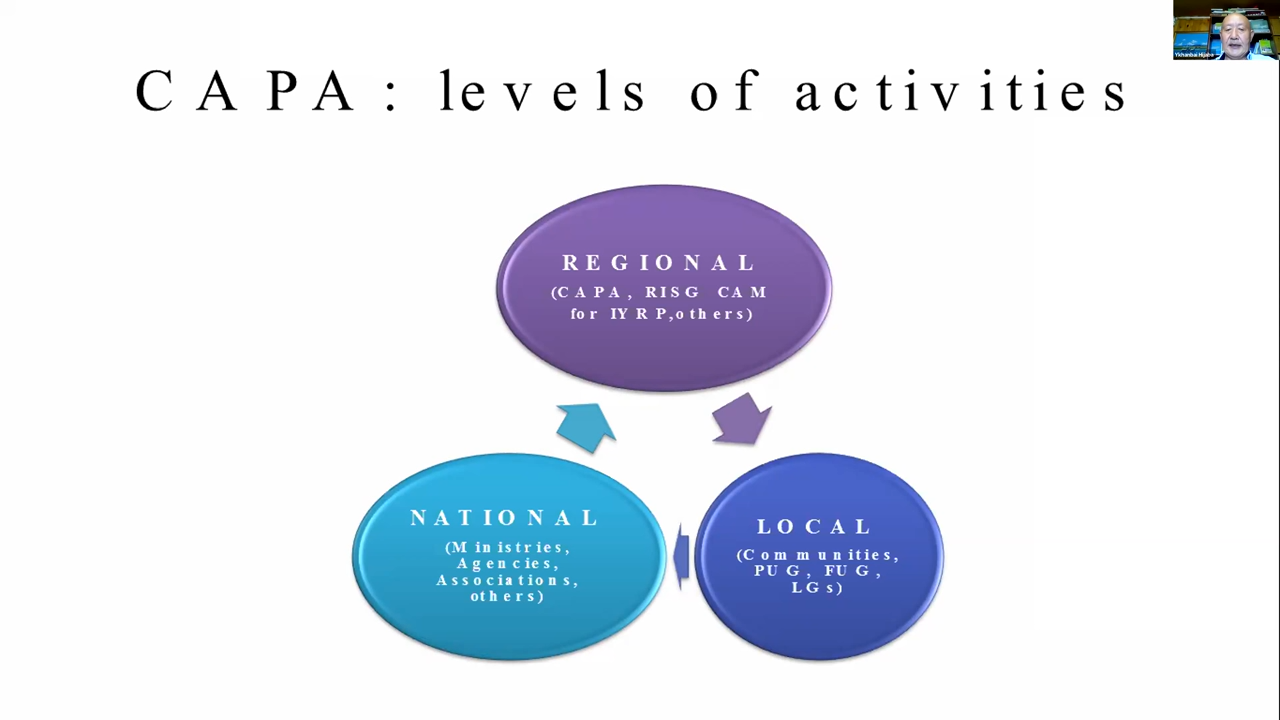 CAPA: levels of activities
REGIONAL
(CAPA, RISG CAM
for IYRP,others)
NATIONAL
(Ministries,
Agencies,
Associations,
others)
LOCAL
(Communities,
PUG, FUG,
LGs)